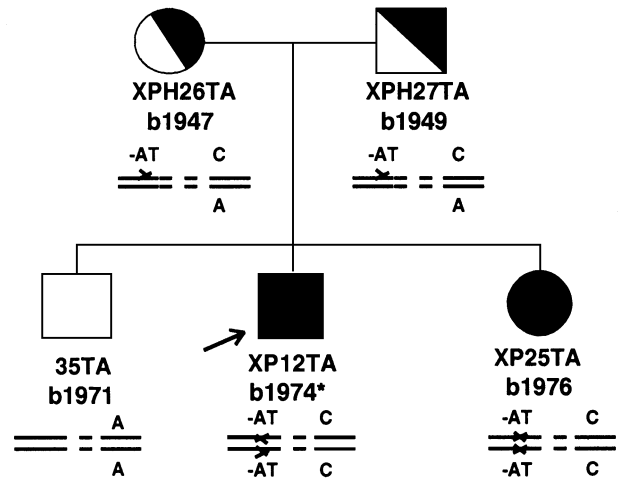 XPH26TA XPH27TA
b1947 b1949
-AT C -AT C
A A
35TA XP12TA XP25TA
b1971 b1974* b1976
A -AT C -AT C
A -AT C -AT C